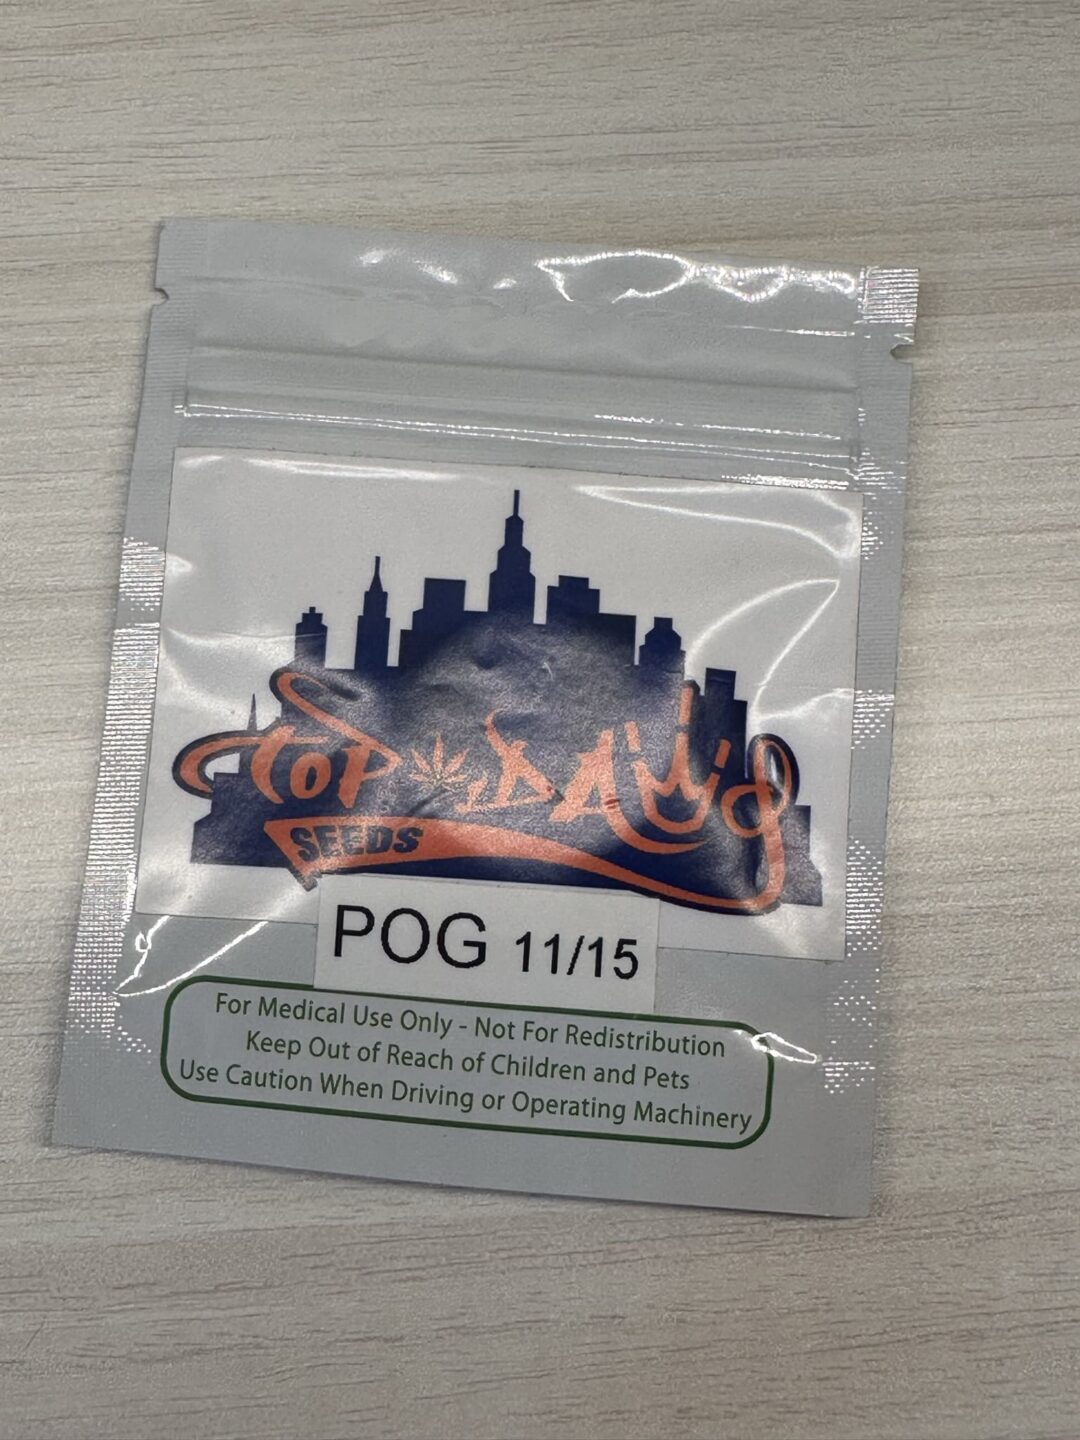 Top Dawg
SEEDS
POG 11/15
For Medical Use Only - Not For Redistribution
Keep Out of Reach of Children and Pets
Use Caution When Driving or Operating Machinery